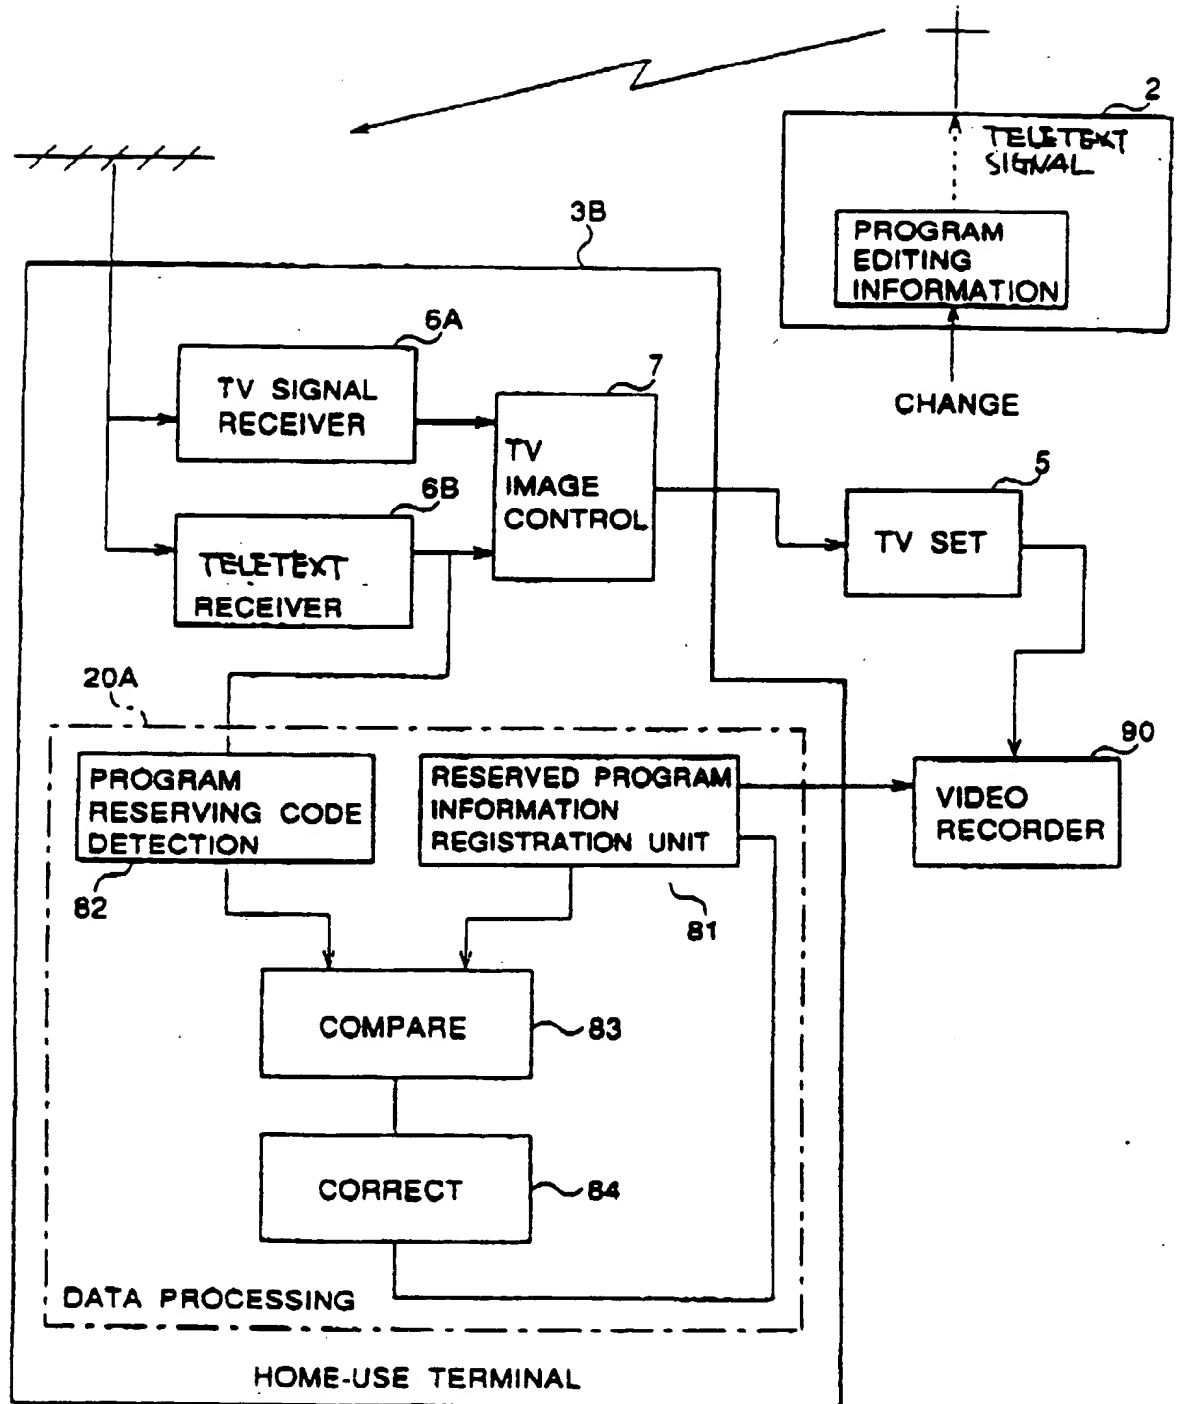 2
TELETEXT
SIGNAL
PROGRAM
EDITING
INFORMATION
CHANGE
3B
6A
TV SIGNAL
RECEIVER
7
TV
IMAGE
CONTROL
6B
TELETEXT
RECEIVER
5
TV SET
20A
PROGRAM
RESERVING CODE
DETECTION
82
RESERVED PROGRAM
INFORMATION
REGISTRATION UNIT
81
90
VIDEO
RECORDER
COMPARE
83
CORRECT
84
DATA PROCESSING
HOME-USE TERMINAL